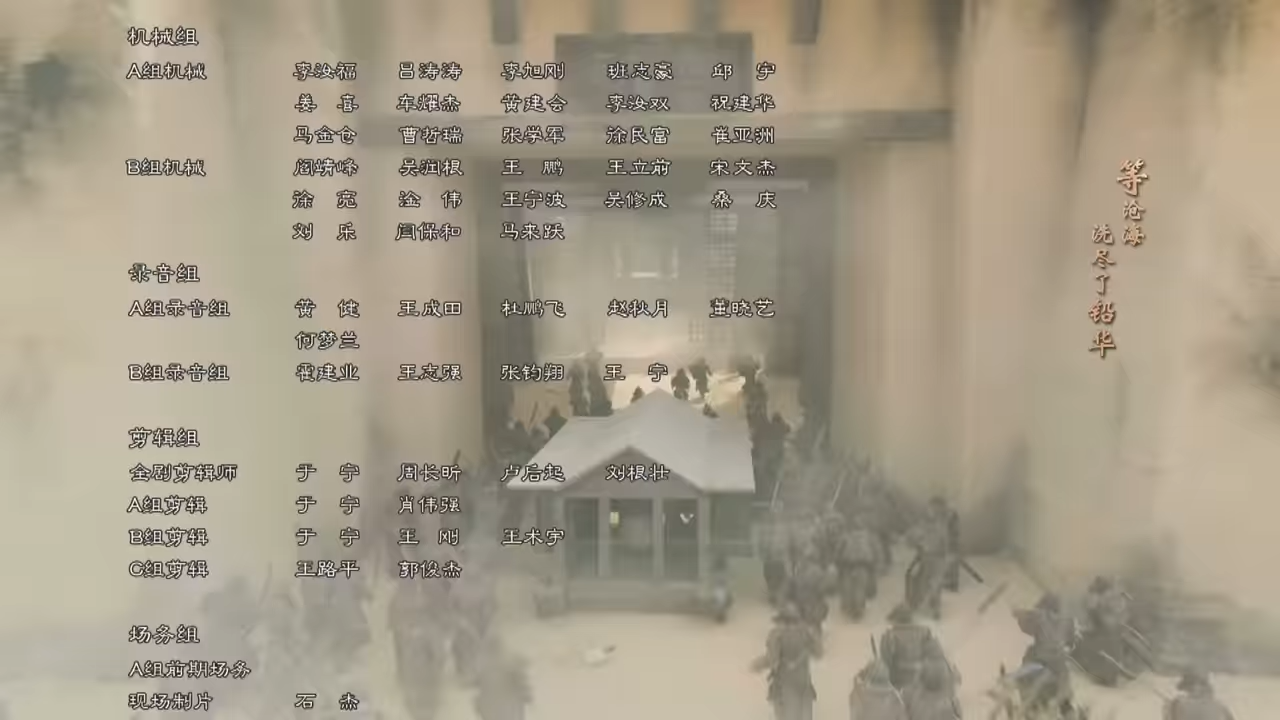 机械组
A组机械 李汝福 吕涛涛 李旭刚 班志豪 邱宇
姜喜 车耀杰 黄建会 李汝双 祝建华
马金仓 曹哲瑞 张学军 涂民富 崔亚洲
B组机械 阎靖峰 吴润根 王鹏 王立前 宋文杰
涂亮 淦伟 王宁波 吴修成 桑庆
刘乐 闫保和 马来跃
录音组
A组录音组 黄健 王成田 杜鹏飞 赵秋月 董晓艺
何梦兰
B组录音组 霍建业 王志强 张钧翔 王宁
剪辑组
全剧剪辑师 于宁 周长昕 卢后起 刘根壮
A组剪辑 于宁 肖伟强
B组剪辑 于宁 王刚 王术宇
C组剪辑 王路平 郭俊杰
场务组
A组前期场务
现场制片 石杰
等沧海
洗尽了铅华